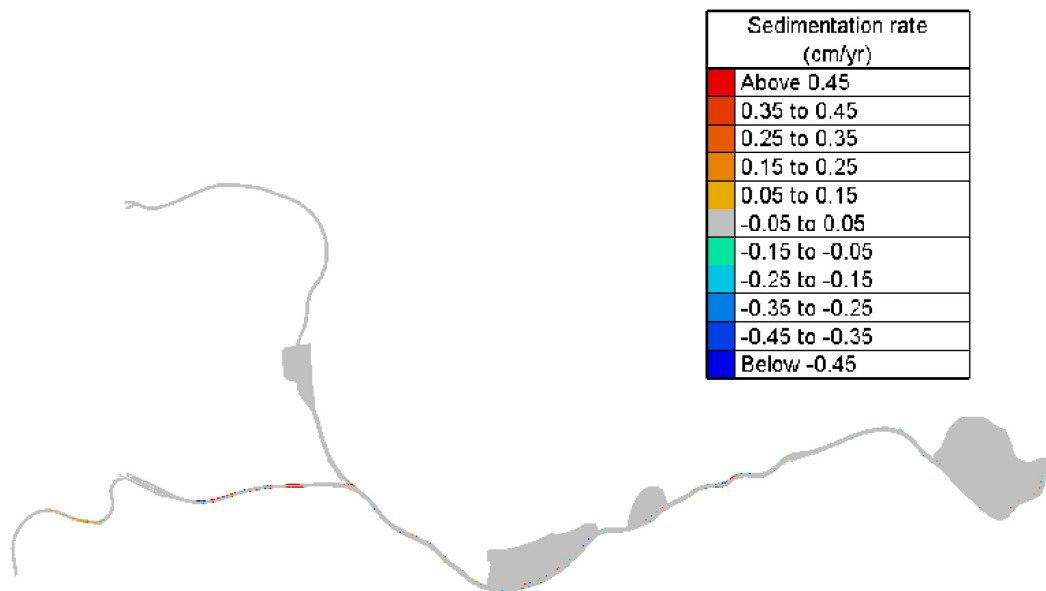 Sedimentation rate
(cm/yr)
Above 0.45
0.35 to 0.45
0.25 to 0.35
0.15 to 0.25
0.05 to 0.15
-0.05 to 0.05
-0.15 to -0.05
-0.25 to -0.15
-0.35 to -0.25
-0.45 to -0.35
Below -0.45